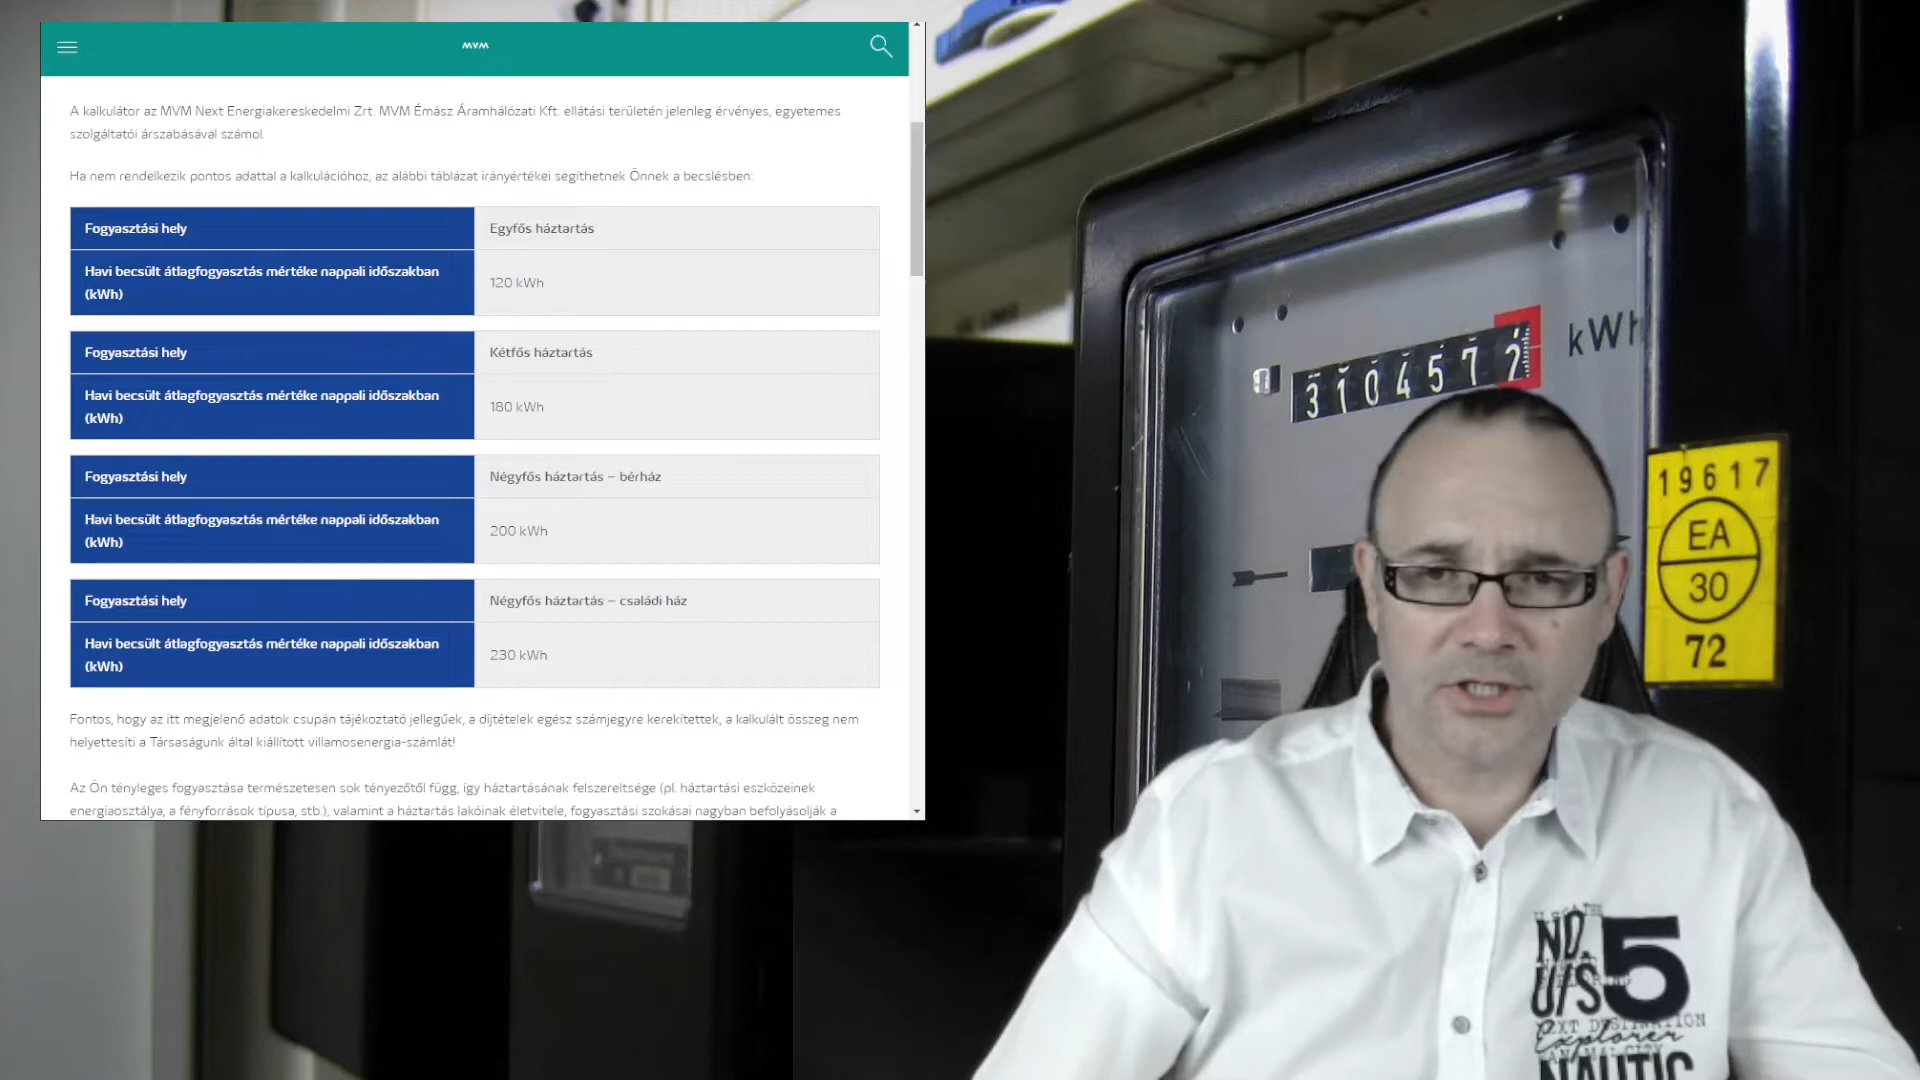 MVM
A kalkulátor az MVM Next Energiakereskedelmi Zrt. MVM Émász Áramhálózati Kft. ellátási területén jelenleg érvényes, egyetemes
szolgáltatói árszabásával számol.
Ha nem rendelkezik pontos adattal a kalkulációhoz, az alábbi táblázat irányértékei segíthetnek Önnek a becslésben:
Fogyasztási hely
Egyfős háztartás
Havi becsült átlagfogyasztás mértéke nappali időszakban
(kWh)
120 kWh
Fogyasztási hely
Kétfős háztartás
Havi becsült átlagfogyasztás mértéke nappali időszakban
(kWh)
180 kWh
Fogyasztási hely
Négyfős háztartás – bérház
Havi becsült átlagfogyasztás mértéke nappali időszakban
(kWh)
200 kWh
Fogyasztási hely
Négyfős háztartás – családi ház
Havi becsült átlagfogyasztás mértéke nappali időszakban
(kWh)
230 kWh
Fontos, hogy az itt megjelenő adatok csupán tájékoztató jellegűek, a díjtételek egész számjegyre kerekítettek, a kalkulált összeg nem
helyettesíti a Társaságunk által kiállított villamosenergia-számlát!
Az Ön tényleges fogyasztása természetesen sok tényezőtől függ, így háztartásának felszereltsége (pl. háztartási eszközeinek
energiaosztálya, a fényforrások típusa, stb.), valamint a háztartás lakóinak életvitele, fogyasztási szokásai nagyban befolyásolják a
3104572
kWh
19617
EA
30
72
NO.
U/S 5
NEXT DESTINATION
Explorer
NAUTIC